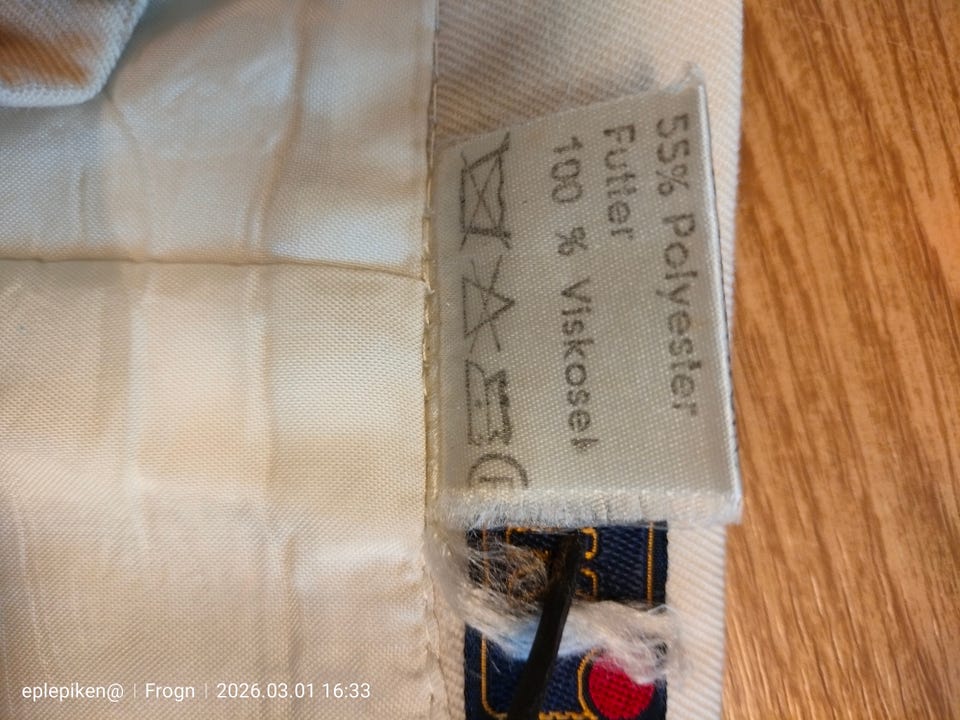 55% Polyester
Futter
100 % Viskose
eplepiken@ | Frogn | 2026.03.01 16:33